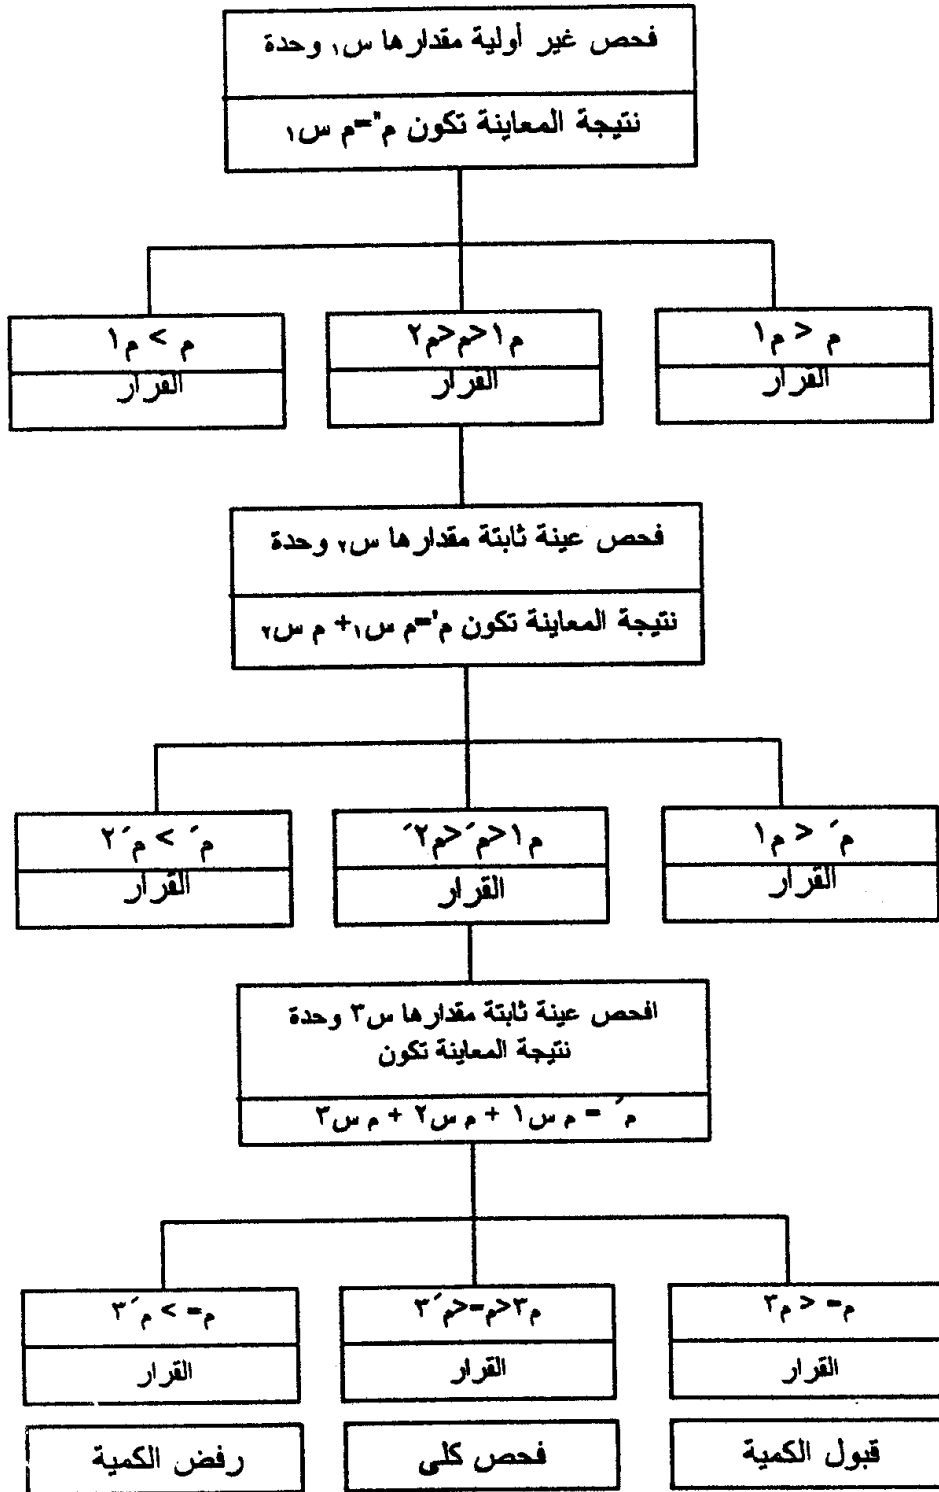 فحص غير أولية مقدارها س١ وحدة
نتيجة المعاينة تكون م"=م س١
م > م١
القرار
م١<م<م٢
القرار
م < م١
القرار
فحص عينة ثابتة مقدارها س٢ وحدة
نتيجة المعاينة تكون م'=م س١+ م س٢
م´ > م١
القرار
م١<م´<م٢´
القرار
م´ < م´٢
القرار
افحص عينة ثابتة مقدارها س٣ وحدة
نتيجة المعاينة تكون
م´ = م س١ + م س٢ + م س٣
م= < م٣
القرار
م٣<م=<م´٣
القرار
م= > م´٣
القرار
قبول الكمية
فحص كلى
رفض الكمية